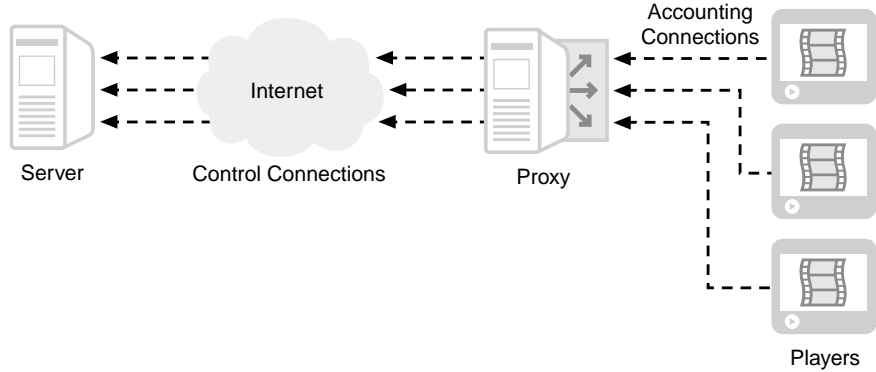 Accounting
Connections
Internet
Server
Control Connections
Proxy
Players